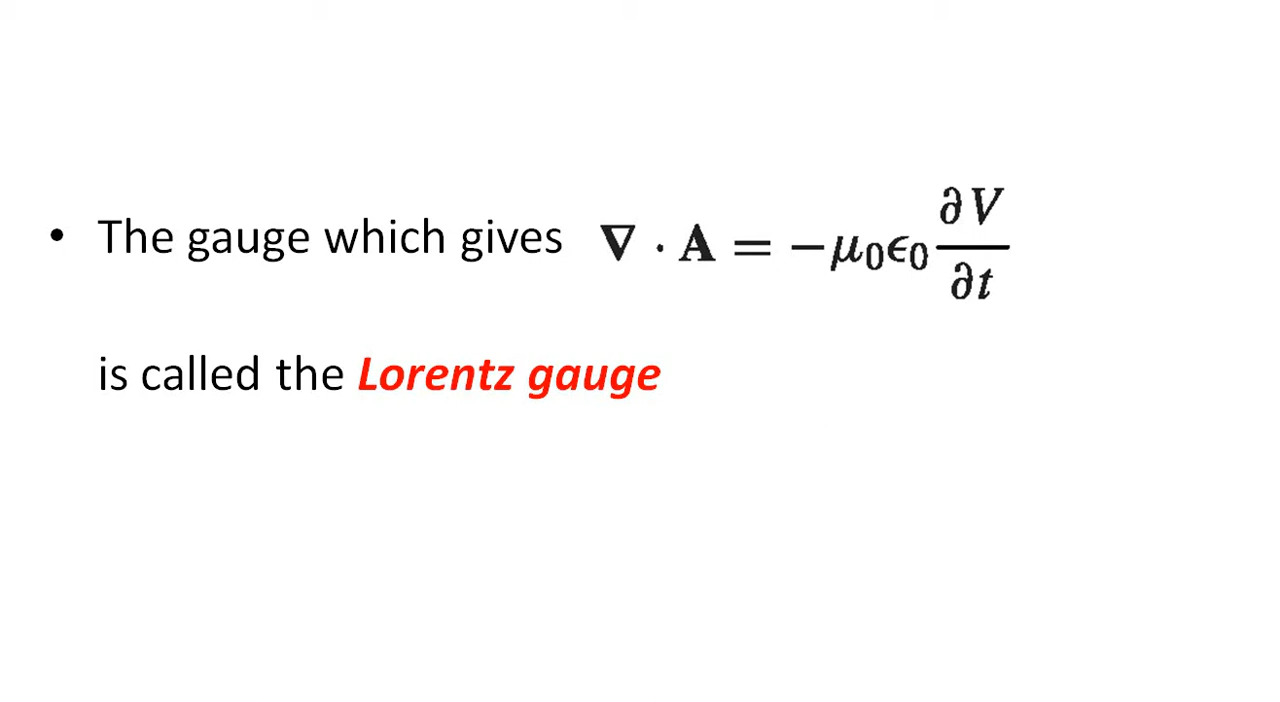 • The gauge which gives ∇ · A = −μ₀ϵ₀ ∂V/∂t
is called the Lorentz gauge